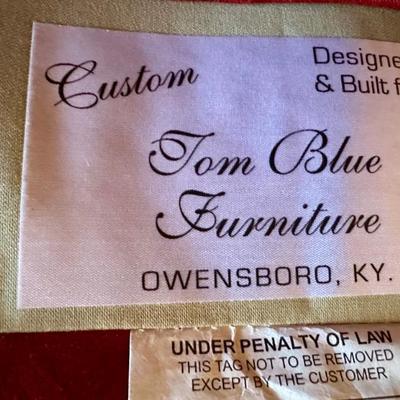 Custom
Designe
& Built f
Tom Blue
Furniture
OWENSBORO, KY.
UNDER PENALTY OF LAW
THIS TAG NOT TO BE REMOVED
EXCEPT BY THE CUSTOMER